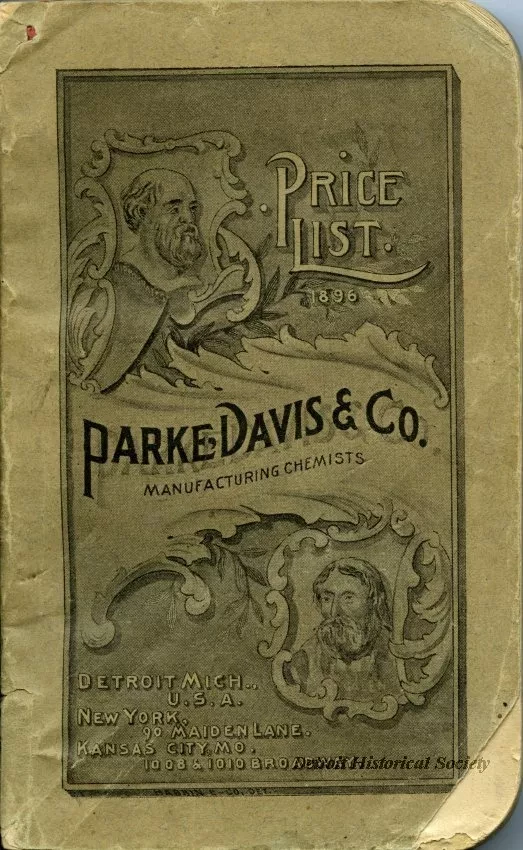 PRICE
LIST.
1896
PARKE, DAVIS & CO.
MANUFACTURING CHEMISTS
DETROIT MICH.,
U.S.A.
NEW YORK,
90 MAIDEN LANE.
KANSAS CITY, MO.
1008 & 1010
Detroit Historical Society